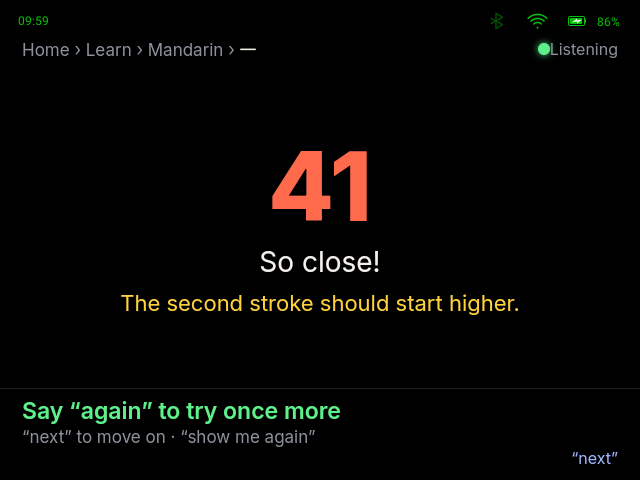 09:59
86%
Home › Learn › Mandarin › 一
Listening
41
So close!
The second stroke should start higher.
Say “again” to try once more
“next” to move on · “show me again”
“next”